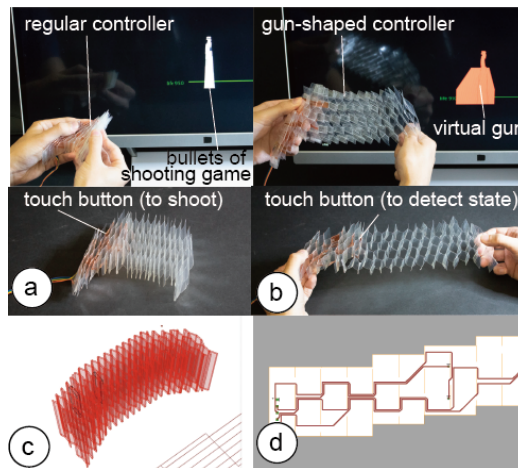 regular controller
gun-shaped controller
bullets of
shooting game
virtual gun
touch button (to shoot)
touch button (to detect state)
a
b
c
d